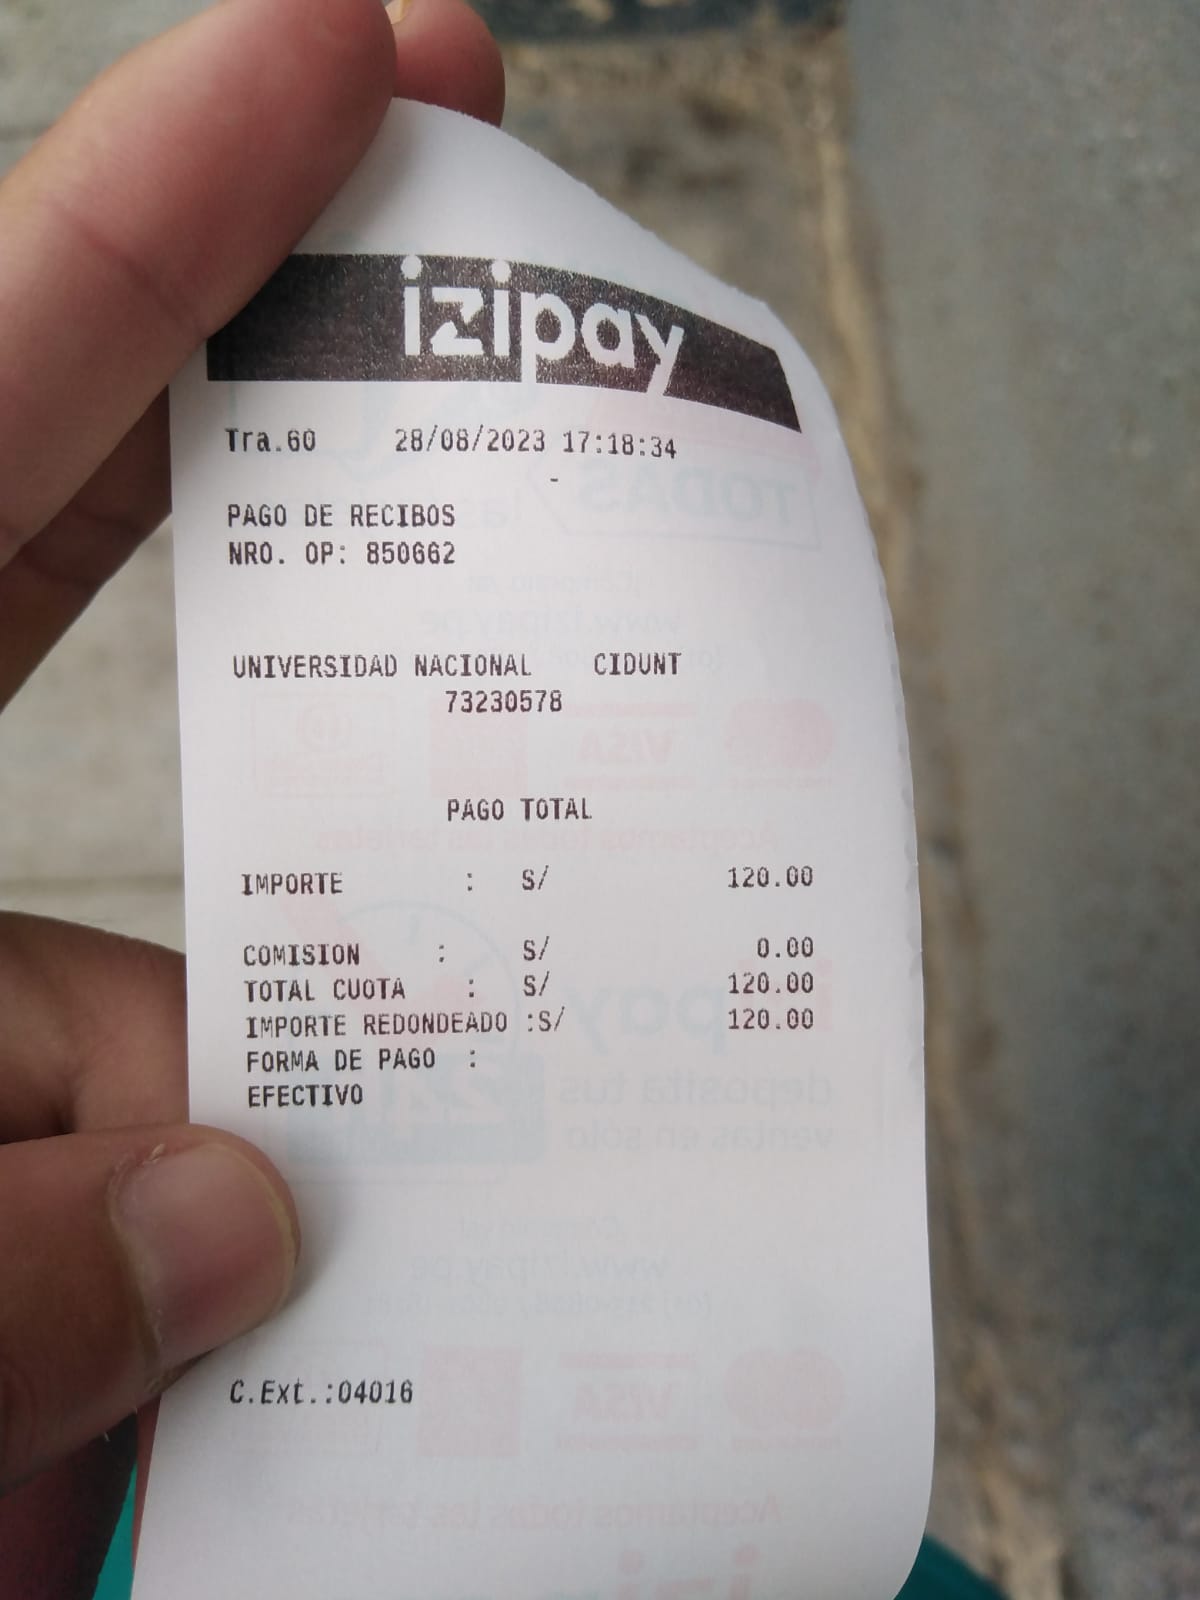 izipay
Tra.60 28/08/2023 17:18:34
-
PAGO DE RECIBOS
NRO. OP: 850662
UNIVERSIDAD NACIONAL CIDUNT
73230578
PAGO TOTAL
IMPORTE : S/ 120.00
COMISION : S/ 0.00
TOTAL CUOTA : S/ 120.00
IMPORTE REDONDEADO :S/ 120.00
FORMA DE PAGO :
EFECTIVO
C.Ext.:04016